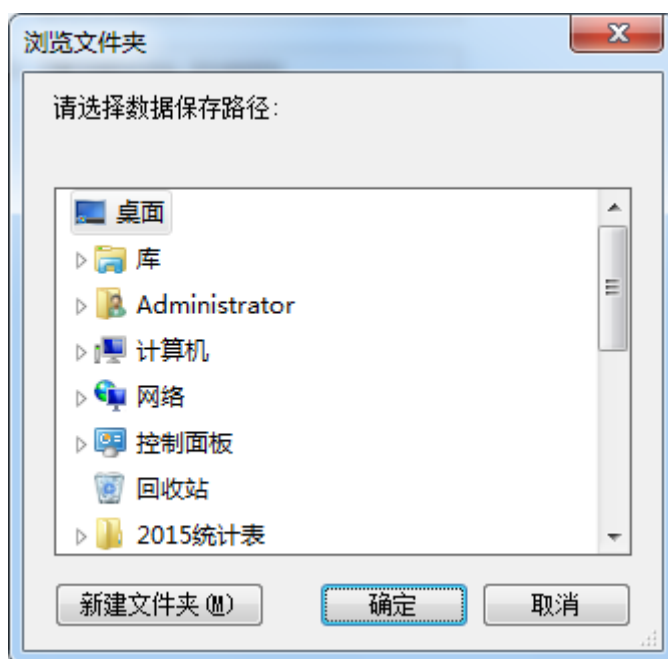 浏览文件夹
请选择数据保存路径:
桌面
库
Administrator
计算机
网络
控制面板
回收站
2015统计表
新建文件夹(M) 确定 取消